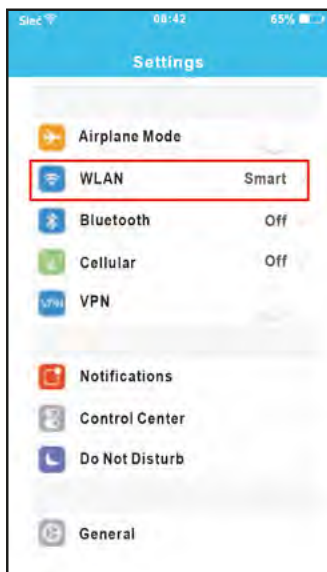 Sieć 08:42 65%
Settings
Airplane Mode
WLAN Smart
Bluetooth Off
Cellular Off
VPN VPN
Notifications
Control Center
Do Not Disturb
General